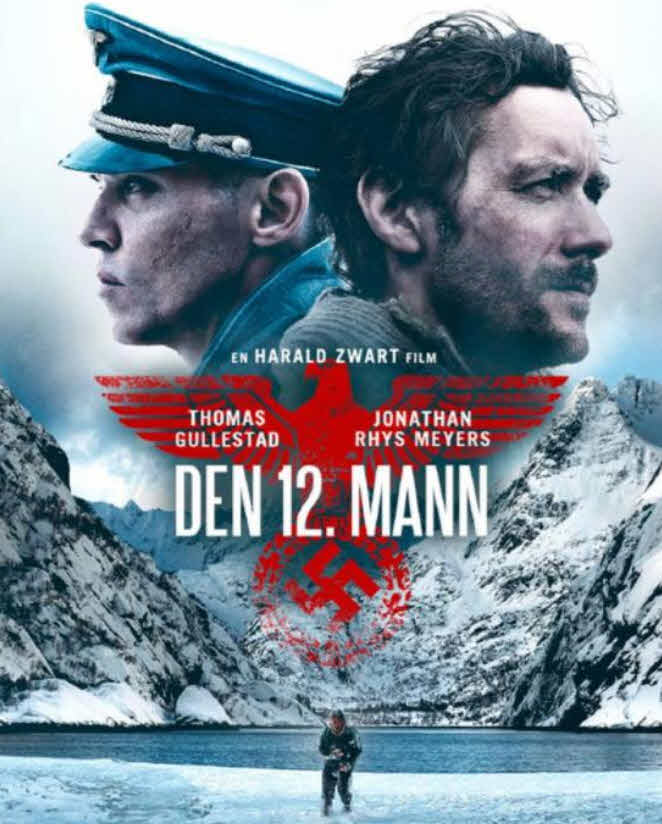 EN HARALD ZWART FILM
THOMAS GULLESTAD
JONATHAN RHYS MEYERS
DEN 12. MANN